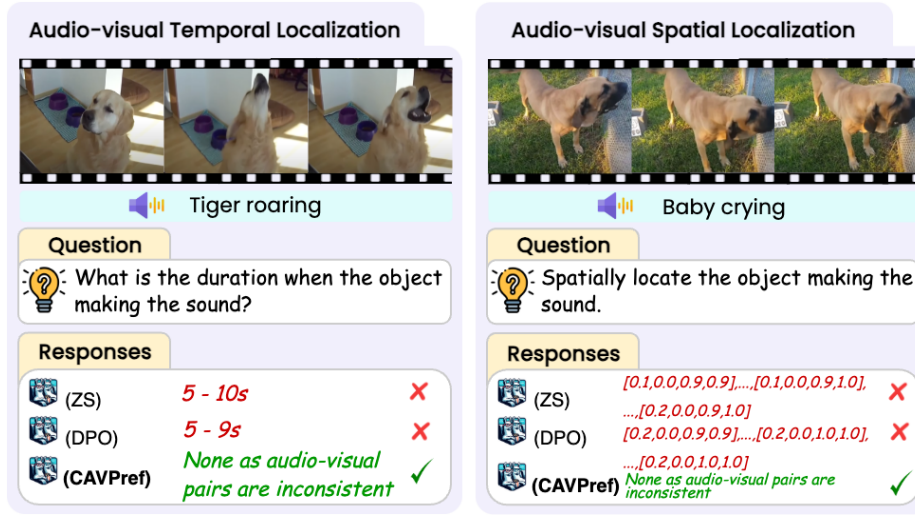 Audio-visual Temporal Localization
Tiger roaring
Question
What is the duration when the object
making the sound?
Responses
(ZS) 5 - 10s
(DPO) 5 - 9s
(CAVPref) None as audio-visual
pairs are inconsistent
Audio-visual Spatial Localization
Baby crying
Question
Spatially locate the object making the
sound.
Responses
(ZS) [0.1,0.0,0.9,0.9],...,[0.1,0.0,0.9,1.0],
...,[0.2,0.0,0.9,1.0]
(DPO) [0.2,0.0,0.9,0.9],...,[0.2,0.0,1.0,1.0],
...,[0.2,0.0,1.0,1.0]
(CAVPref) None as audio-visual pairs are
inconsistent